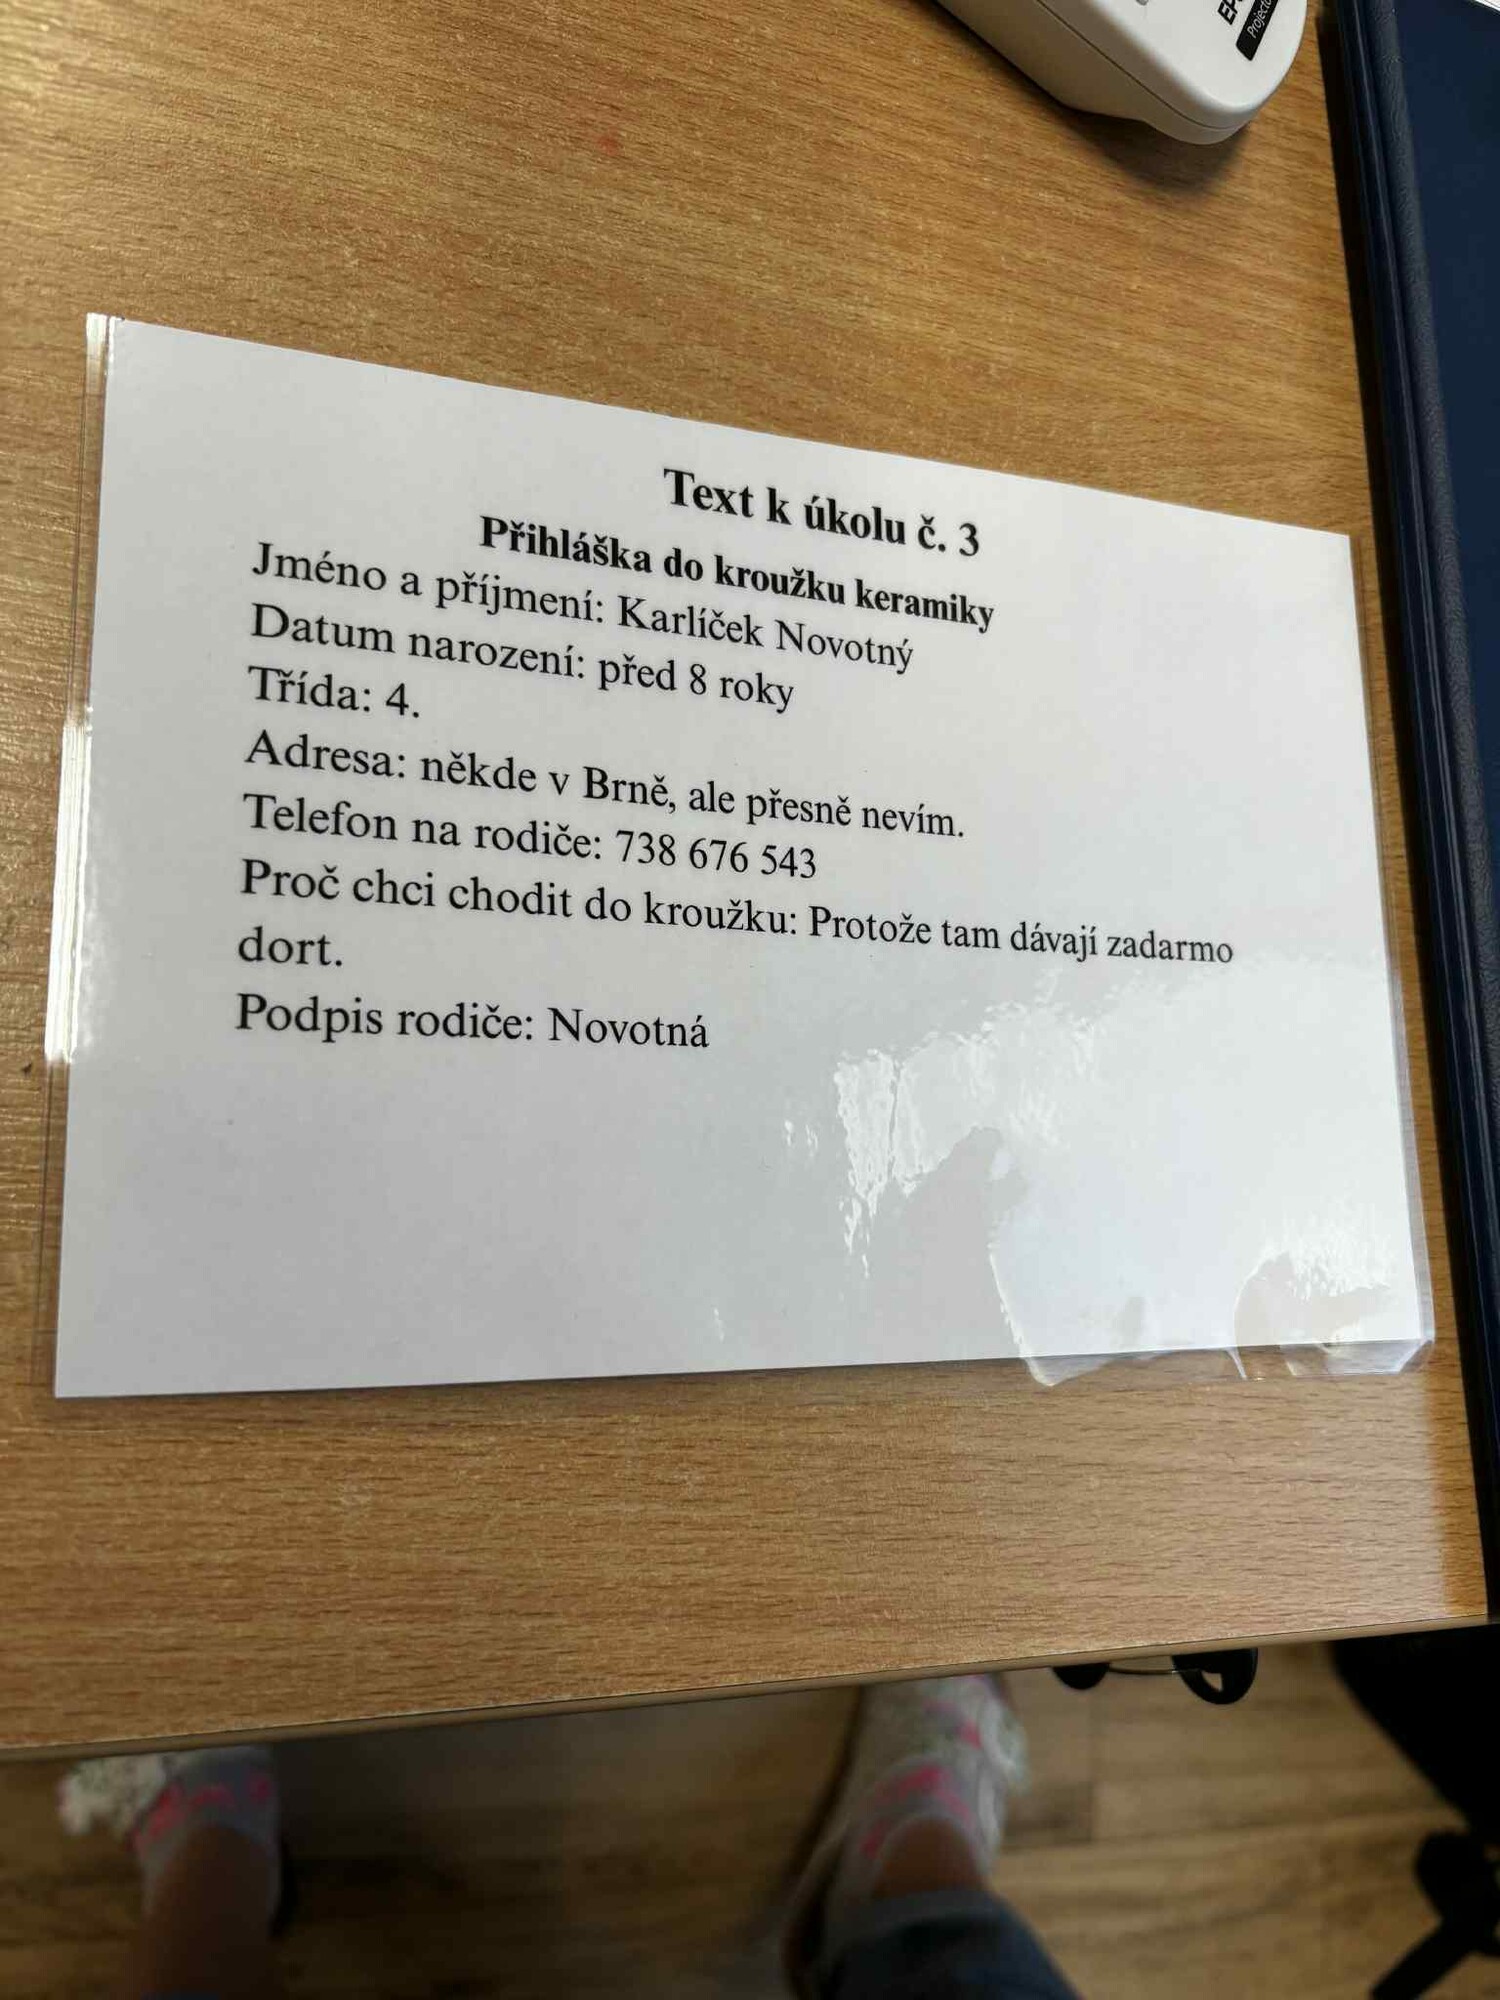 Text k úkolu č. 3
Přihláška do kroužku keramiky
Jméno a příjmení: Karlíček Novotný
Datum narození: před 8 roky
Třída: 4.
Adresa: někde v Brně, ale přesně nevím.
Telefon na rodiče: 738 676 543
Proč chci chodit do kroužku: Protože tam dávají zadarmo
dort.
Podpis rodiče: Novotná